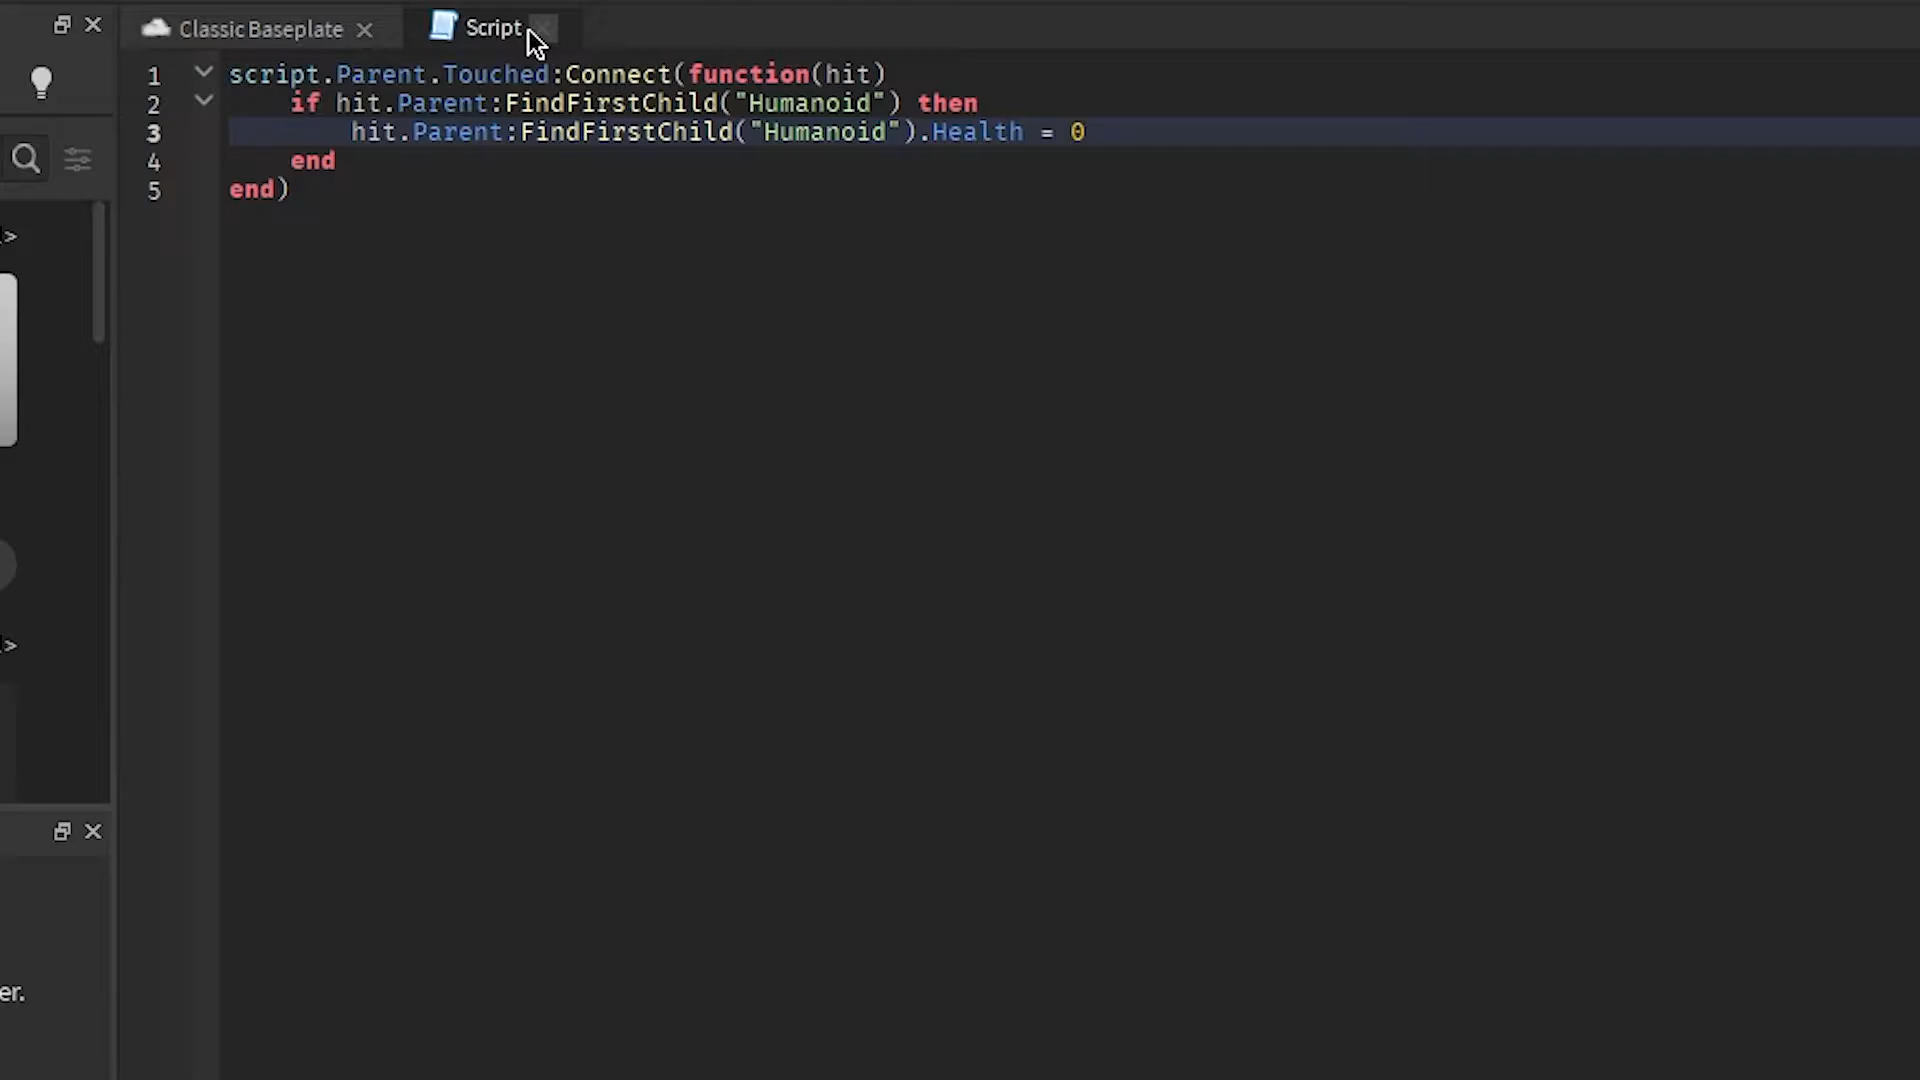 Classic Baseplate
Script
1 script.Parent.Touched:Connect(function(hit)
2 if hit.Parent:FindFirstChild("Humanoid") then
3 hit.Parent:FindFirstChild("Humanoid").Health = 0
4 end
5 end)
>
>
er.